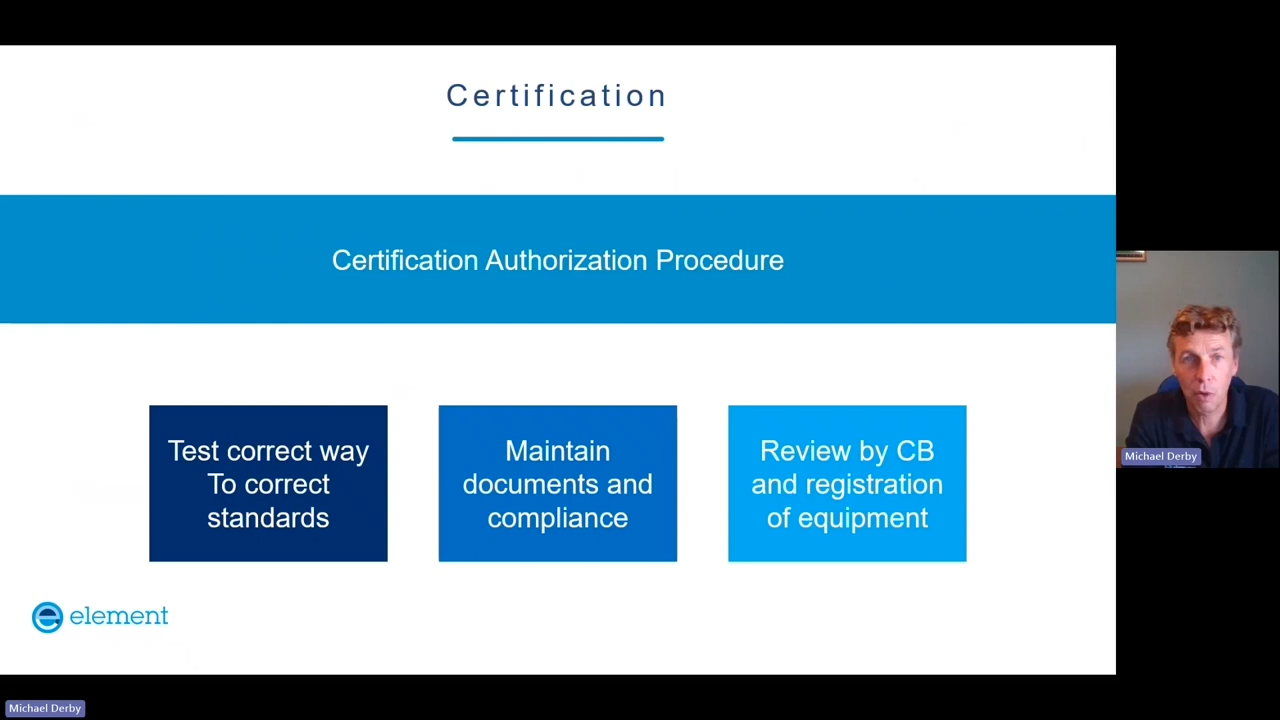 Certification
Certification Authorization Procedure
Test correct way
To correct
standards
Maintain
documents and
compliance
Review by CB
and registration
of equipment
element
Michael Derby
Michael Derby